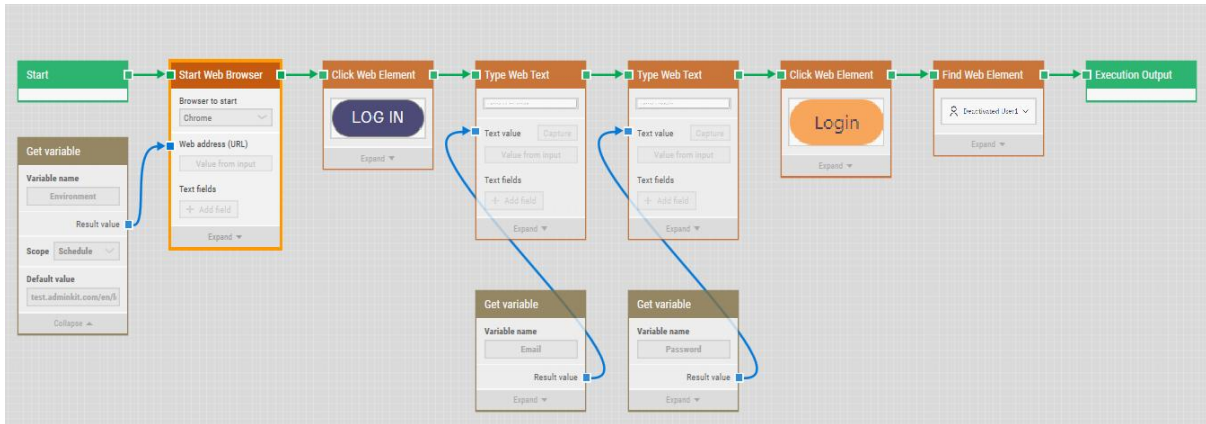 Start
Start Web Browser
Browser to start
Chrome
Web address (URL)
Value from input
Text fields
+ Add field
Expand
Click Web Element
LOG IN
Expand
Type Web Text
Text value
Capture
Value from input
Text fields
+ Add field
Expand
Type Web Text
Text value
Capture
Value from input
Text fields
+ Add field
Expand
Click Web Element
Login
Expand
Find Web Element
Deactivated User1
Expand
Execution Output
Get variable
Variable name
Environment
Result value
Scope
Schedule
Default value
test.adminkit.com/en/l
Collapse
Get variable
Variable name
Email
Result value
Expand
Get variable
Variable name
Password
Result value
Expand